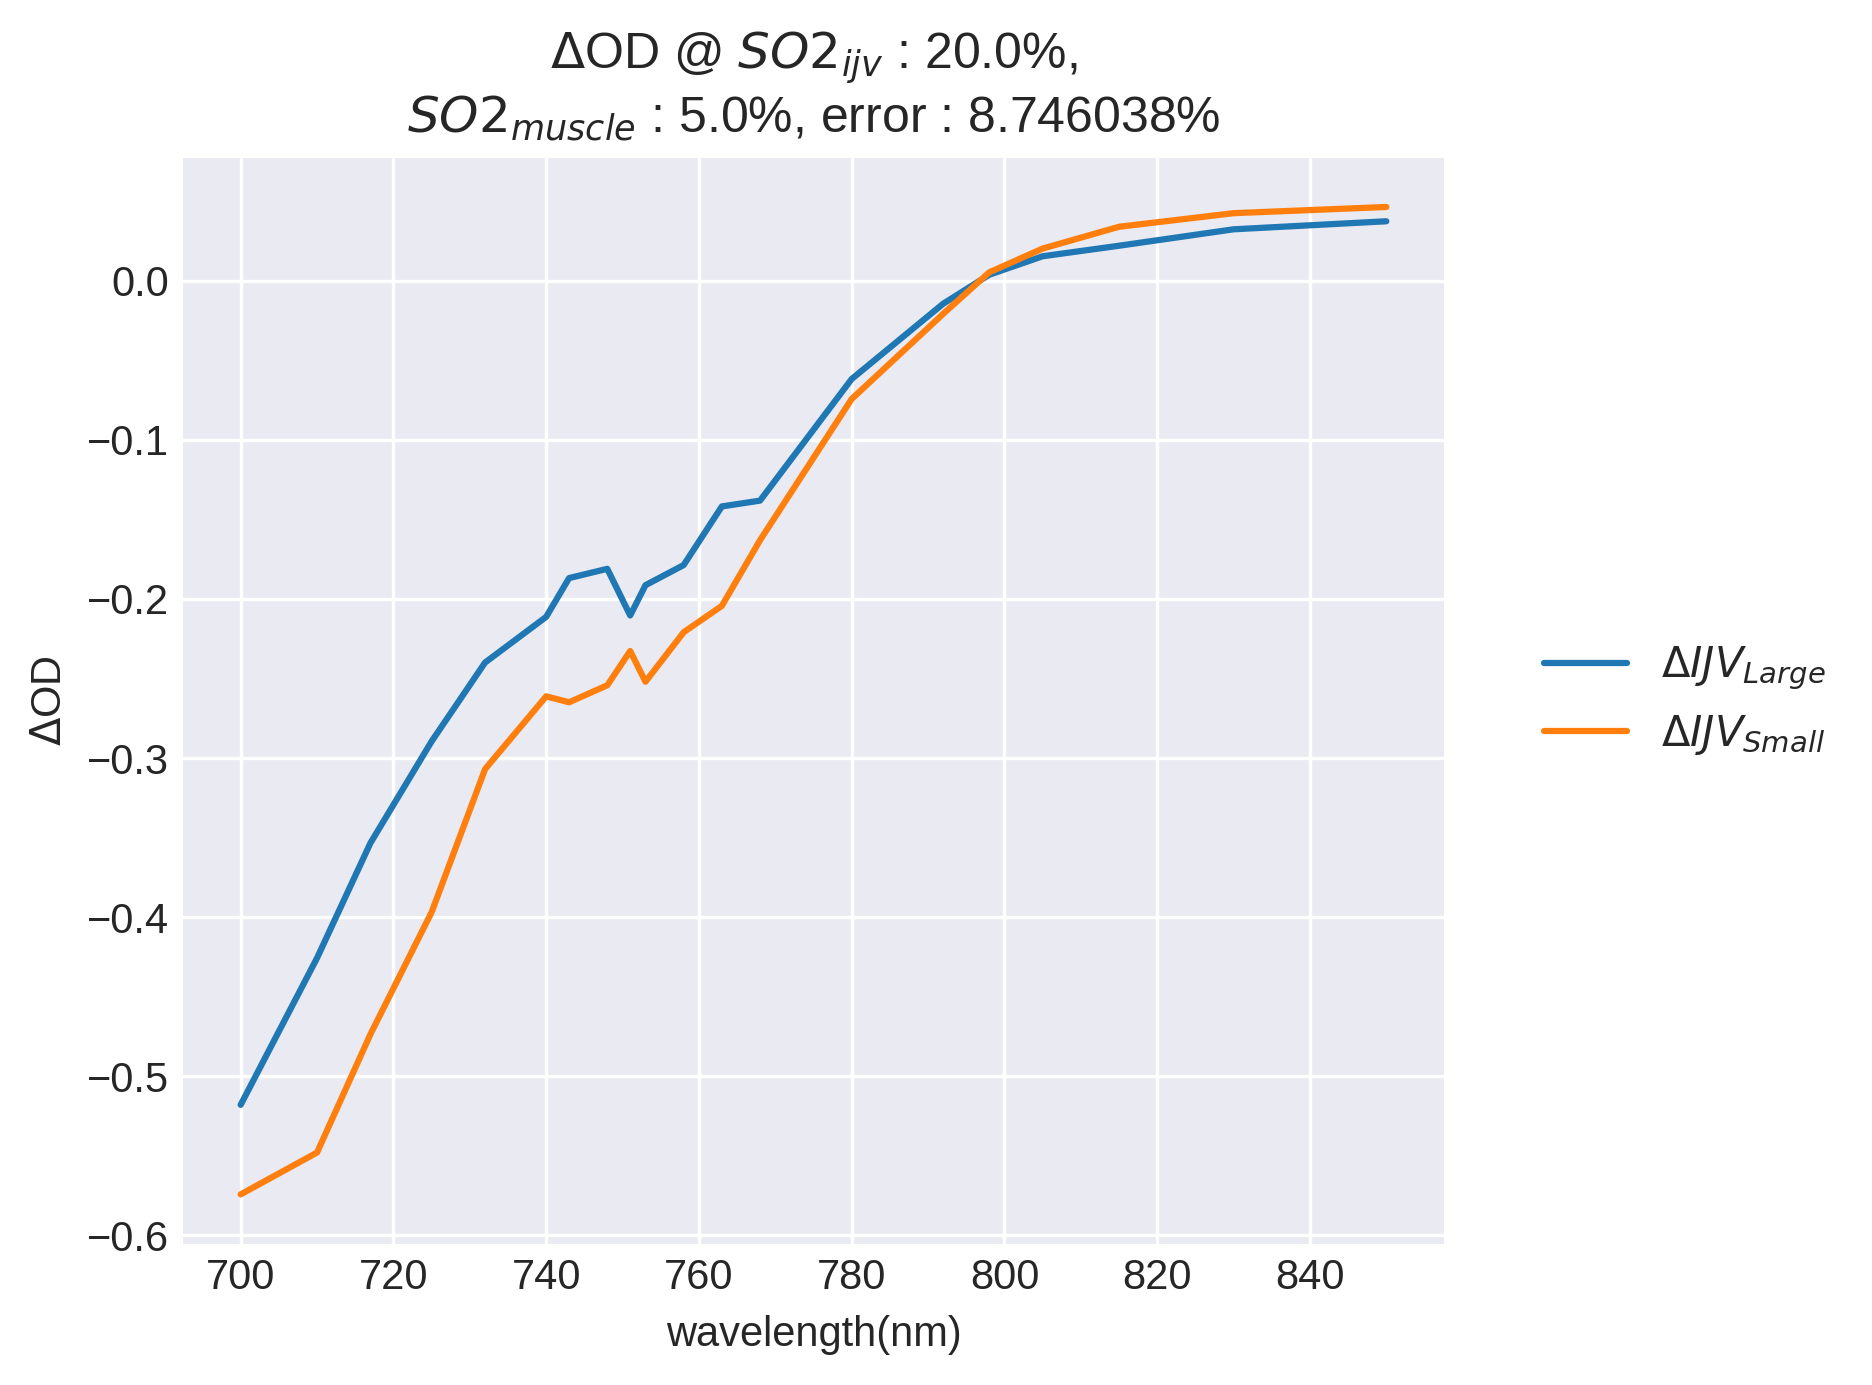 ΔOD @ SO2ijv : 20.0%,
SO2muscle : 5.0%, error : 8.746038%
0.0
−0.1
−0.2
−0.3
−0.4
−0.5
−0.6
ΔOD
700 720 740 760 780 800 820 840
wavelength(nm)
ΔIJVLarge
ΔIJVSmall